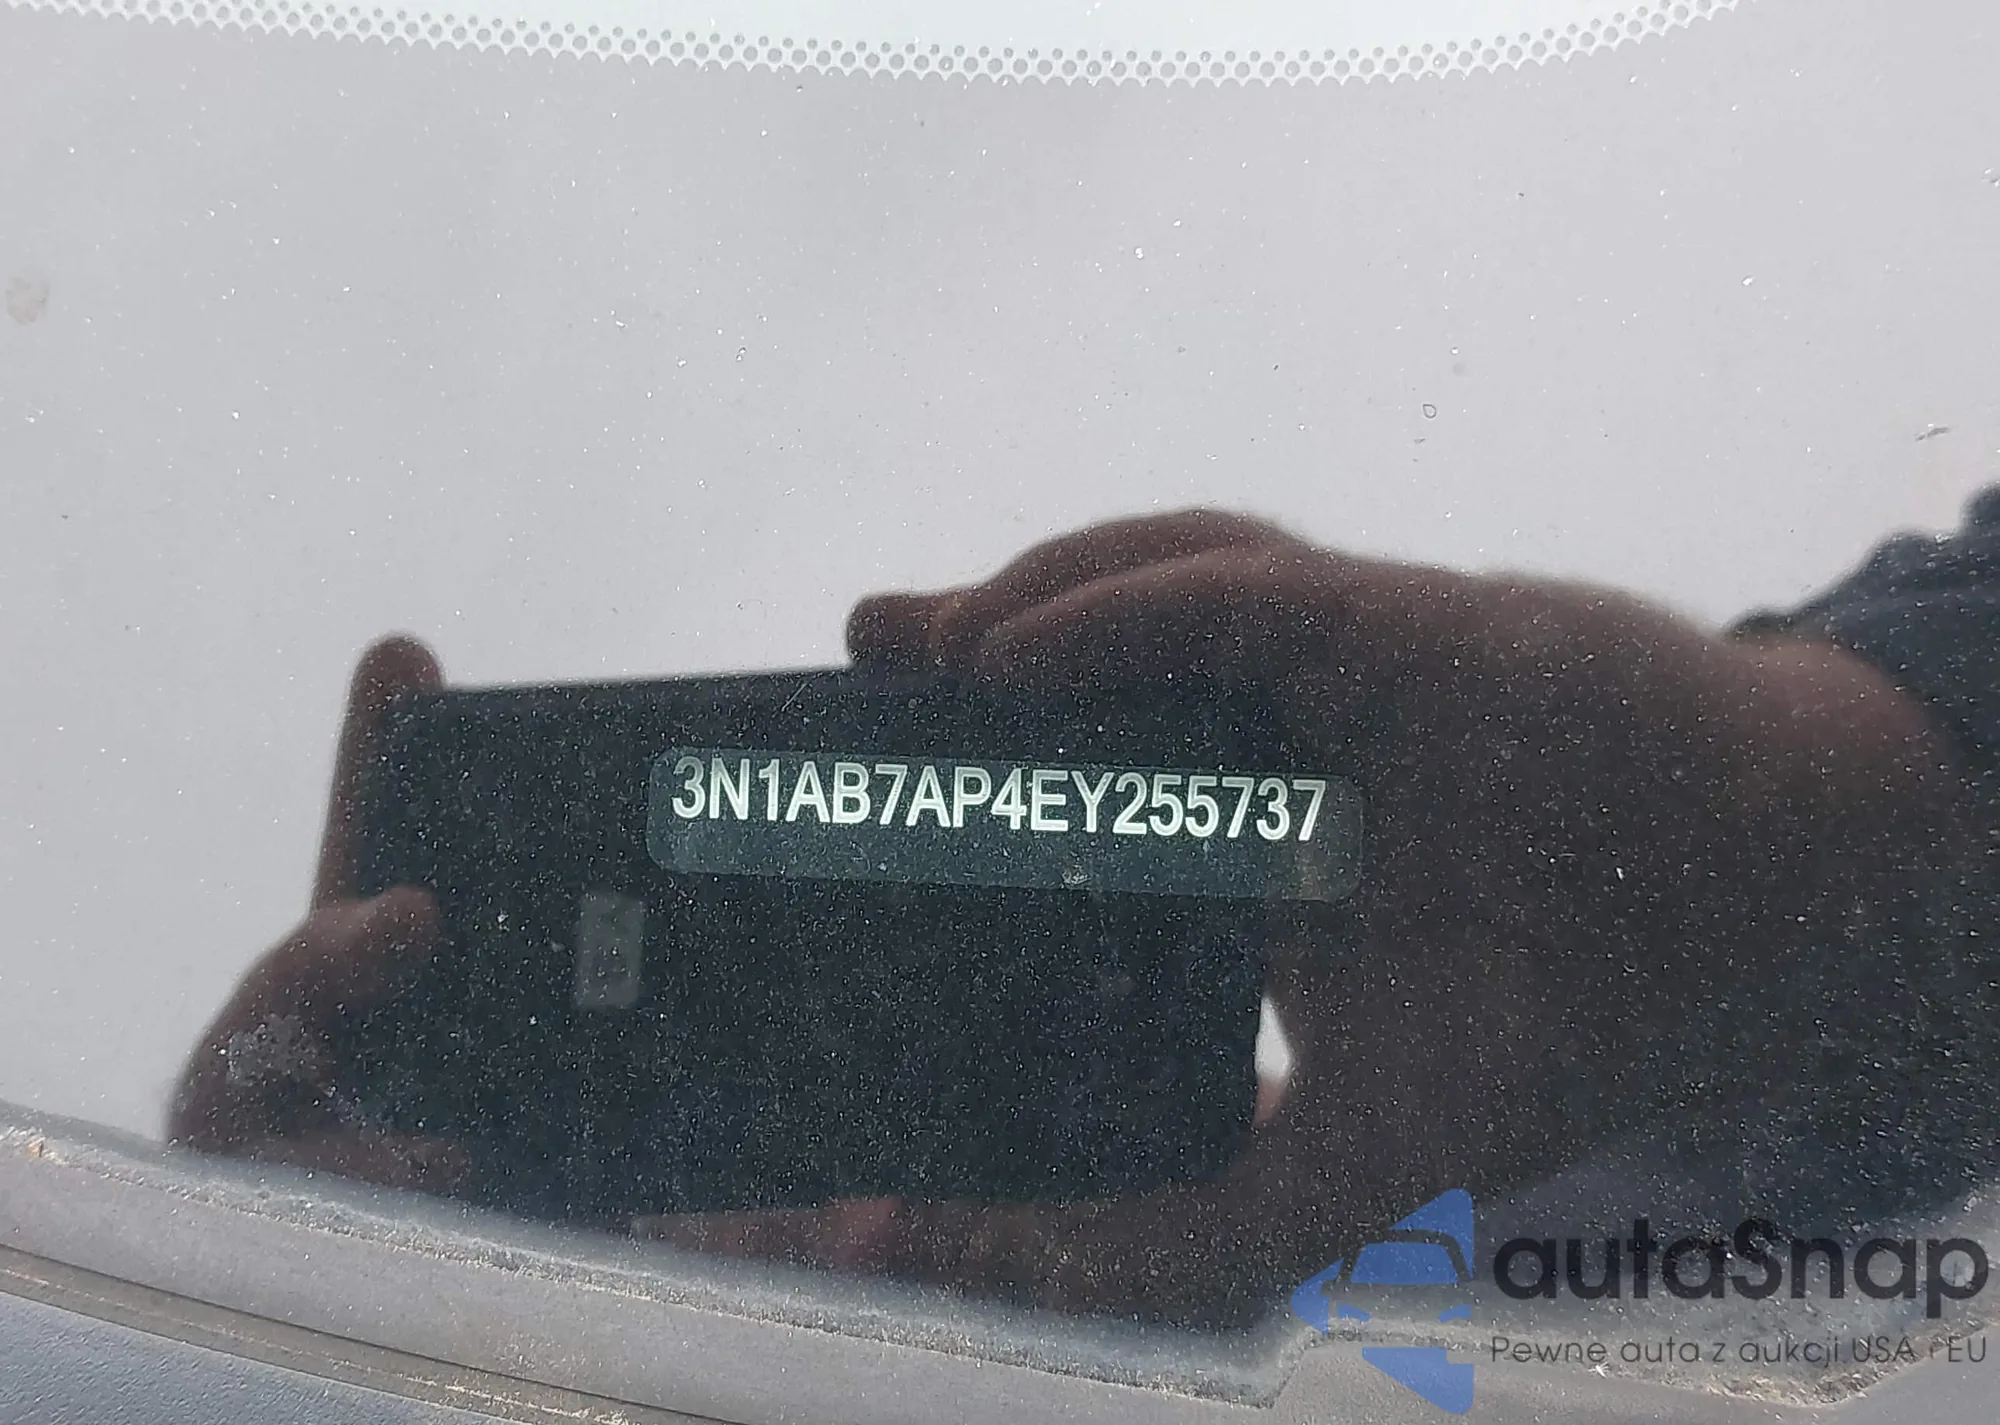 3N1AB7AP4EY255737
autaSnap
Pewne auta z aukcji USA i EU